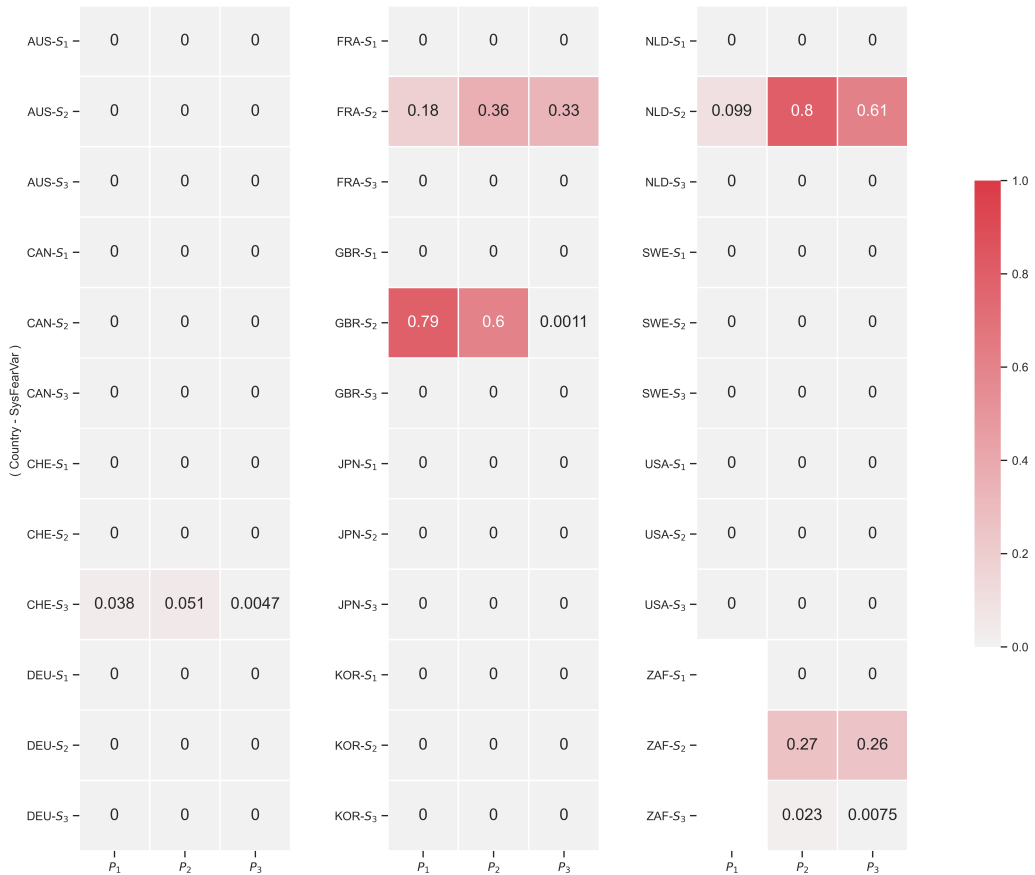 AUS-S1 0 0 0 FRA-S1 0 0 0 NLD-S1 0 0 0
AUS-S2 0 0 0 FRA-S2 0.18 0.36 0.33 NLD-S2 0.099 0.8 0.61
AUS-S3 0 0 0 FRA-S3 0 0 0 NLD-S3 0 0 0
CAN-S1 0 0 0 GBR-S1 0 0 0 SWE-S1 0 0 0
CAN-S2 0 0 0 GBR-S2 0.79 0.6 0.0011 SWE-S2 0 0 0
CAN-S3 0 0 0 GBR-S3 0 0 0 SWE-S3 0 0 0
CHE-S1 0 0 0 JPN-S1 0 0 0 USA-S1 0 0 0
CHE-S2 0 0 0 JPN-S2 0 0 0 USA-S2 0 0 0
CHE-S3 0.038 0.051 0.0047 JPN-S3 0 0 0 USA-S3 0 0 0
DEU-S1 0 0 0 KOR-S1 0 0 0 ZAF-S1 0 0
DEU-S2 0 0 0 KOR-S2 0 0 0 ZAF-S2 0.27 0.26
DEU-S3 0 0 0 KOR-S3 0 0 0 ZAF-S3 0.023 0.0075
P1 P2 P3 P1 P2 P3 P1 P2 P3
( Country - SysFearVar )
1.0
0.8
0.6
0.4
0.2
0.0